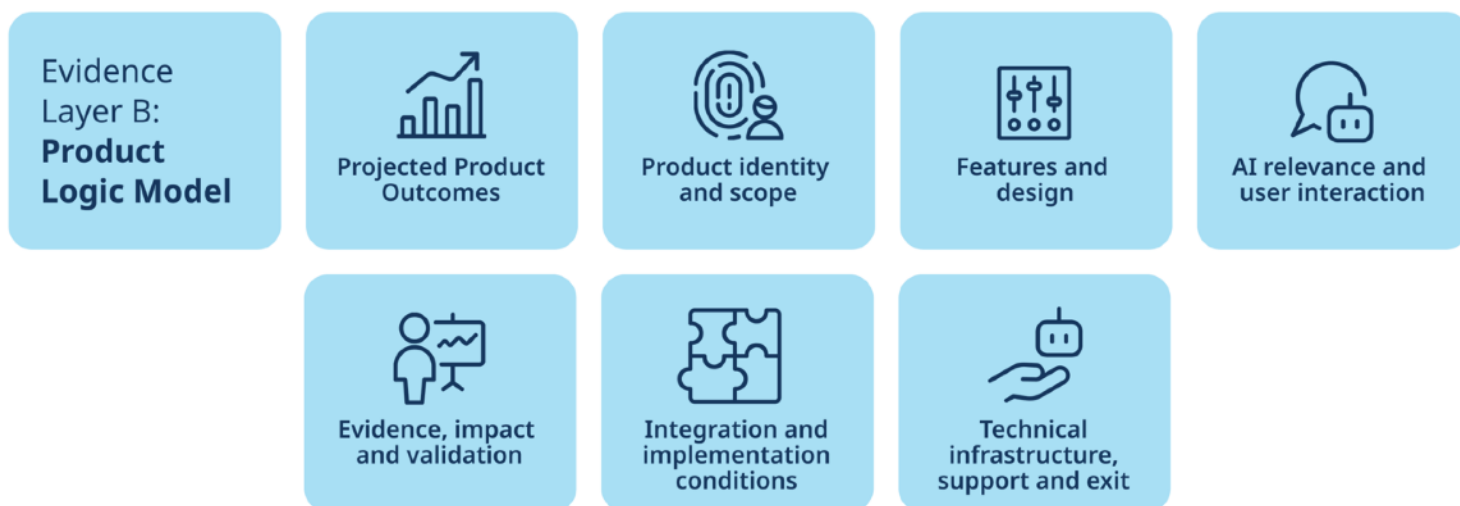 Evidence
Layer B:
Product
Logic Model
Projected Product
Outcomes
Product identity
and scope
Features and
design
AI relevance and
user interaction
Evidence, impact
and validation
Integration and
implementation
conditions
Technical
infrastructure,
support and exit